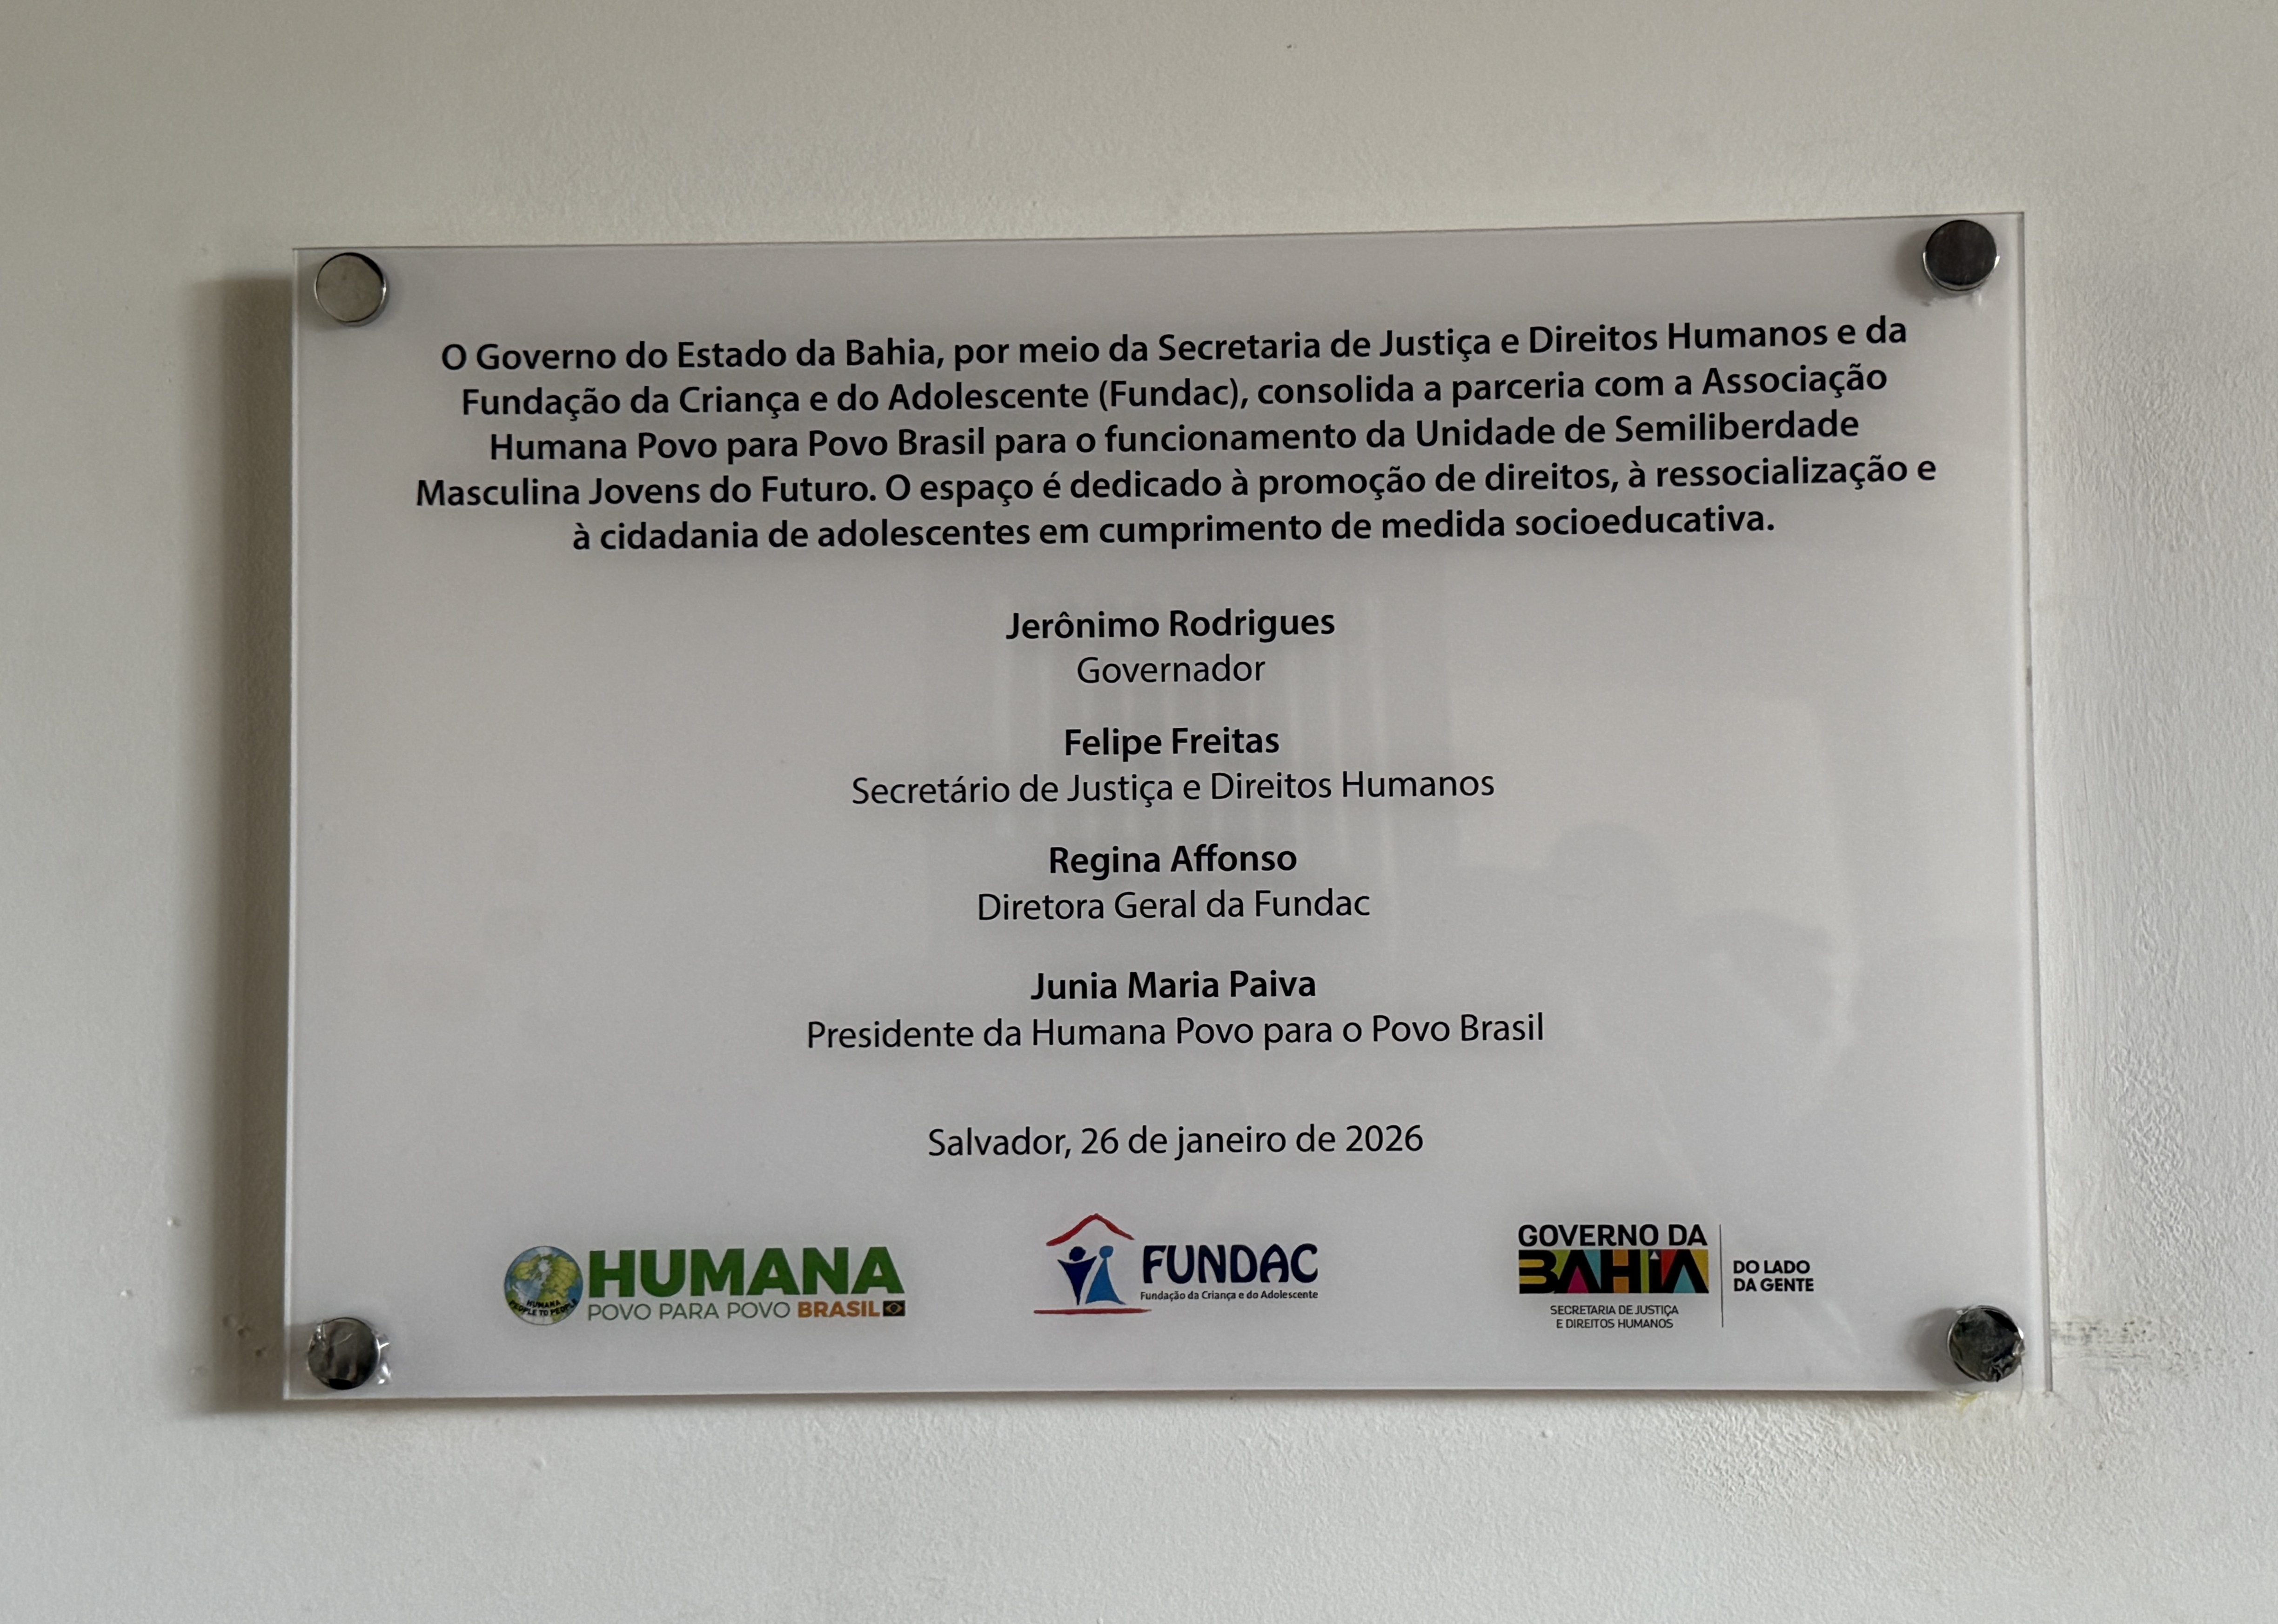 O Governo do Estado da Bahia, por meio da Secretaria de Justiça e Direitos Humanos e da
Fundação da Criança e do Adolescente (Fundac), consolida a parceria com a Associação
Humana Povo para Povo Brasil para o funcionamento da Unidade de Semiliberdade
Masculina Jovens do Futuro. O espaço é dedicado à promoção de direitos, à ressocialização e
à cidadania de adolescentes em cumprimento de medida socioeducativa.
Jerônimo Rodrigues
Governador
Felipe Freitas
Secretário de Justiça e Direitos Humanos
Regina Affonso
Diretora Geral da Fundac
Junia Maria Paiva
Presidente da Humana Povo para o Povo Brasil
Salvador, 26 de janeiro de 2026
HUMANA
PEOPLE TO PEOPLE
HUMANA
POVO PARA POVO BRASIL
FUNDAC
Fundação da Criança e do Adolescente
GOVERNO DA
BAHIA
SECRETARIA DE JUSTIÇA
E DIREITOS HUMANOS
DO LADO
DA GENTE